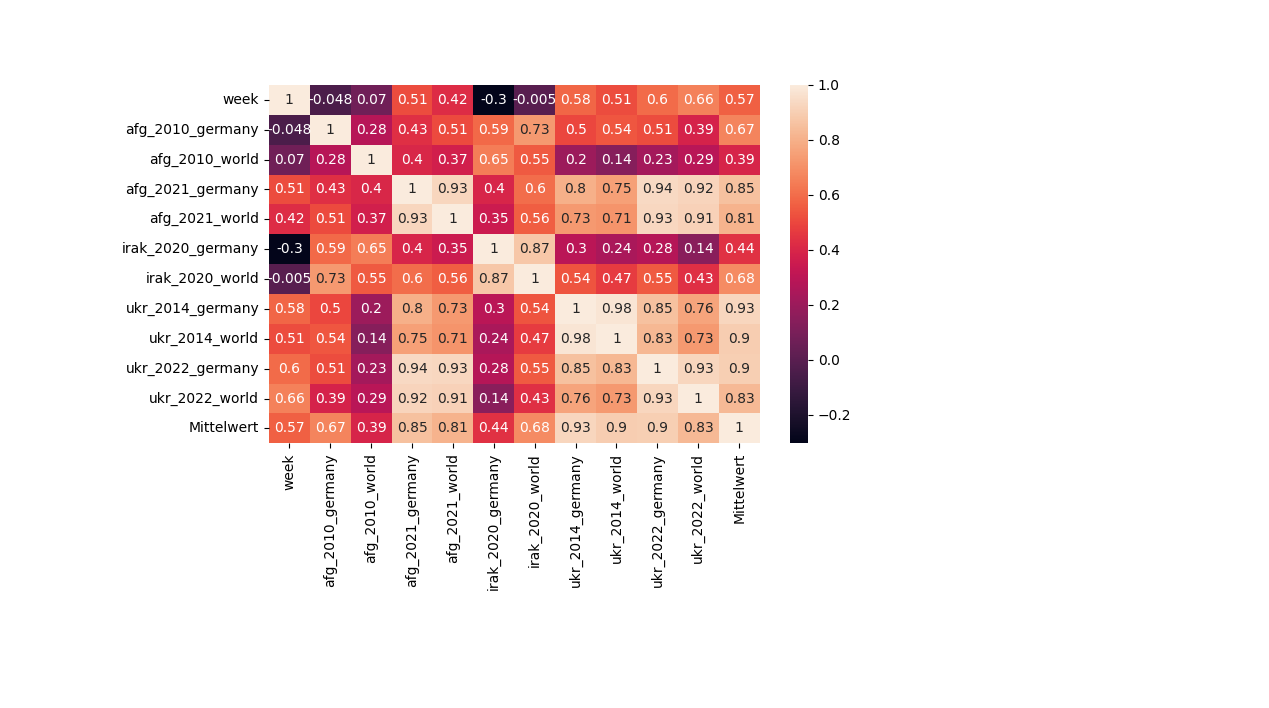 week 1 -0.048 0.07 0.51 0.42 -0.3 -0.005 0.58 0.51 0.6 0.66 0.57
afg_2010_germany -0.048 1 0.28 0.43 0.51 0.59 0.73 0.5 0.54 0.51 0.39 0.67
afg_2010_world 0.07 0.28 1 0.4 0.37 0.65 0.55 0.2 0.14 0.23 0.29 0.39
afg_2021_germany 0.51 0.43 0.4 1 0.93 0.4 0.6 0.8 0.75 0.94 0.92 0.85
afg_2021_world 0.42 0.51 0.37 0.93 1 0.35 0.56 0.73 0.71 0.93 0.91 0.81
irak_2020_germany -0.3 0.59 0.65 0.4 0.35 1 0.87 0.3 0.24 0.28 0.14 0.44
irak_2020_world -0.005 0.73 0.55 0.6 0.56 0.87 1 0.54 0.47 0.55 0.43 0.68
ukr_2014_germany 0.58 0.5 0.2 0.8 0.73 0.3 0.54 1 0.98 0.85 0.76 0.93
ukr_2014_world 0.51 0.54 0.14 0.75 0.71 0.24 0.47 0.98 1 0.83 0.73 0.9
ukr_2022_germany 0.6 0.51 0.23 0.94 0.93 0.28 0.55 0.85 0.83 1 0.93 0.9
ukr_2022_world 0.66 0.39 0.29 0.92 0.91 0.14 0.43 0.76 0.73 0.93 1 0.83
Mittelwert 0.57 0.67 0.39 0.85 0.81 0.44 0.68 0.93 0.9 0.9 0.83 1
week
afg_2010_germany
afg_2010_world
afg_2021_germany
afg_2021_world
irak_2020_germany
irak_2020_world
ukr_2014_germany
ukr_2014_world
ukr_2022_germany
ukr_2022_world
Mittelwert
1.0
0.8
0.6
0.4
0.2
0.0
−0.2